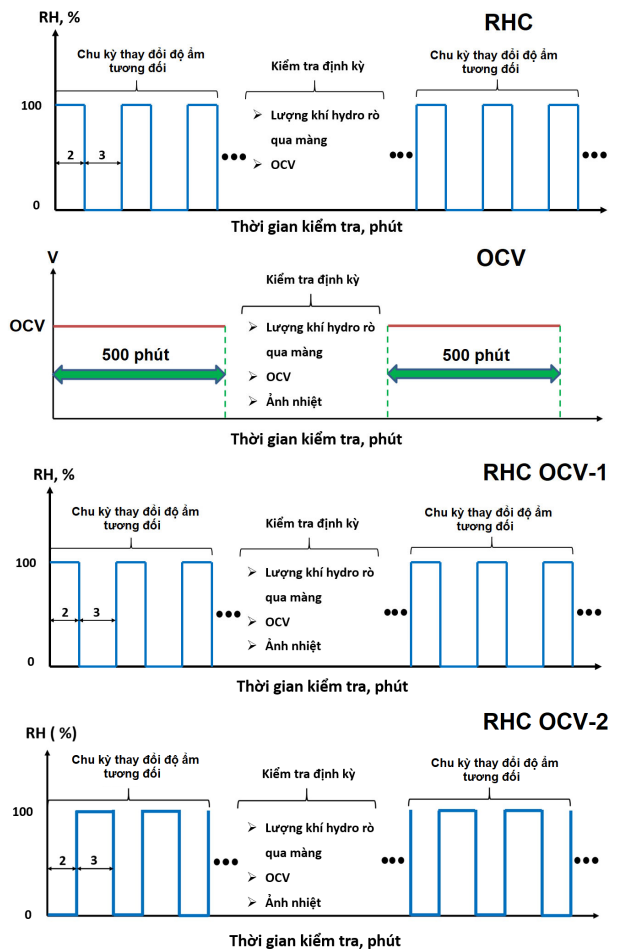 RH, %
RHC
Chu kỳ thay đổi độ ẩm
tương đối
Kiểm tra định kỳ
Chu kỳ thay đổi độ ẩm
tương đối
100
➢ Lượng khí hydro rò
qua màng
➢ OCV
2
3
•••
•••
•••
0
Thời gian kiểm tra, phút
V
OCV
Kiểm tra định kỳ
OCV
➢ Lượng khí hydro rò
qua màng
➢ OCV
➢ Ảnh nhiệt
500 phút
500 phút
Thời gian kiểm tra, phút
RH, %
RHC OCV-1
Chu kỳ thay đổi độ ẩm
tương đối
Kiểm tra định kỳ
Chu kỳ thay đổi độ ẩm
tương đối
100
➢ Lượng khí hydro rò
qua màng
➢ OCV
➢ Ảnh nhiệt
2
3
•••
•••
•••
0
Thời gian kiểm tra, phút
RH ( %)
RHC OCV-2
Chu kỳ thay đổi độ ẩm
tương đối
Kiểm tra định kỳ
Chu kỳ thay đổi độ ẩm
tương đối
100
➢ Lượng khí hydro rò
qua màng
➢ OCV
➢ Ảnh nhiệt
2
3
•••
•••
•••
0
Thời gian kiểm tra, phút